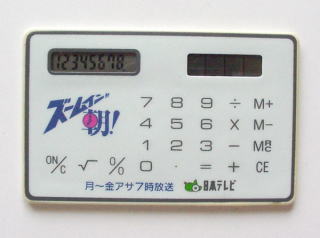 12345678
ズームイン
朝!
7 8 9 ÷ M+
4 5 6 × M-
1 2 3 - MRC
ON/C √ % 0 · = + CE
月～金アサ7時放送 日本テレビ